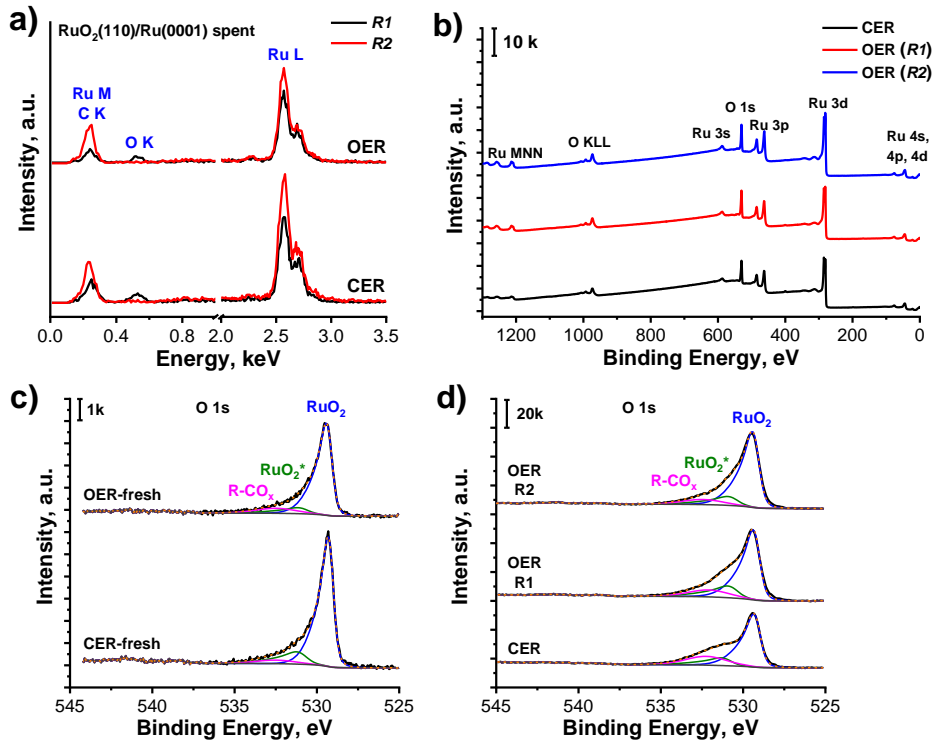 a)
RuO₂(110)/Ru(0001) spent
R1
R2
Ru M
C K
O K
Ru L
OER
CER
Intensity, a.u.
0.0 0.4 0.8 2.0 2.5 3.0 3.5
Energy, keV
b)
10 k
CER
OER (R1)
OER (R2)
Ru MNN
O KLL
Ru 3s
O 1s
Ru 3p
Ru 3d
Ru 4s,
4p, 4d
Intensity, a.u.
1200 1000 800 600 400 200 0
Binding Energy, eV
c)
1k
O 1s
RuO₂
RuO₂*
R-COₓ
OER-fresh
CER-fresh
Intensity, a.u.
545 540 535 530 525
Binding Energy, eV
d)
20k
O 1s
RuO₂
RuO₂*
R-COₓ
OER
R2
OER
R1
CER
Intensity, a.u.
545 540 535 530 525
Binding Energy, eV